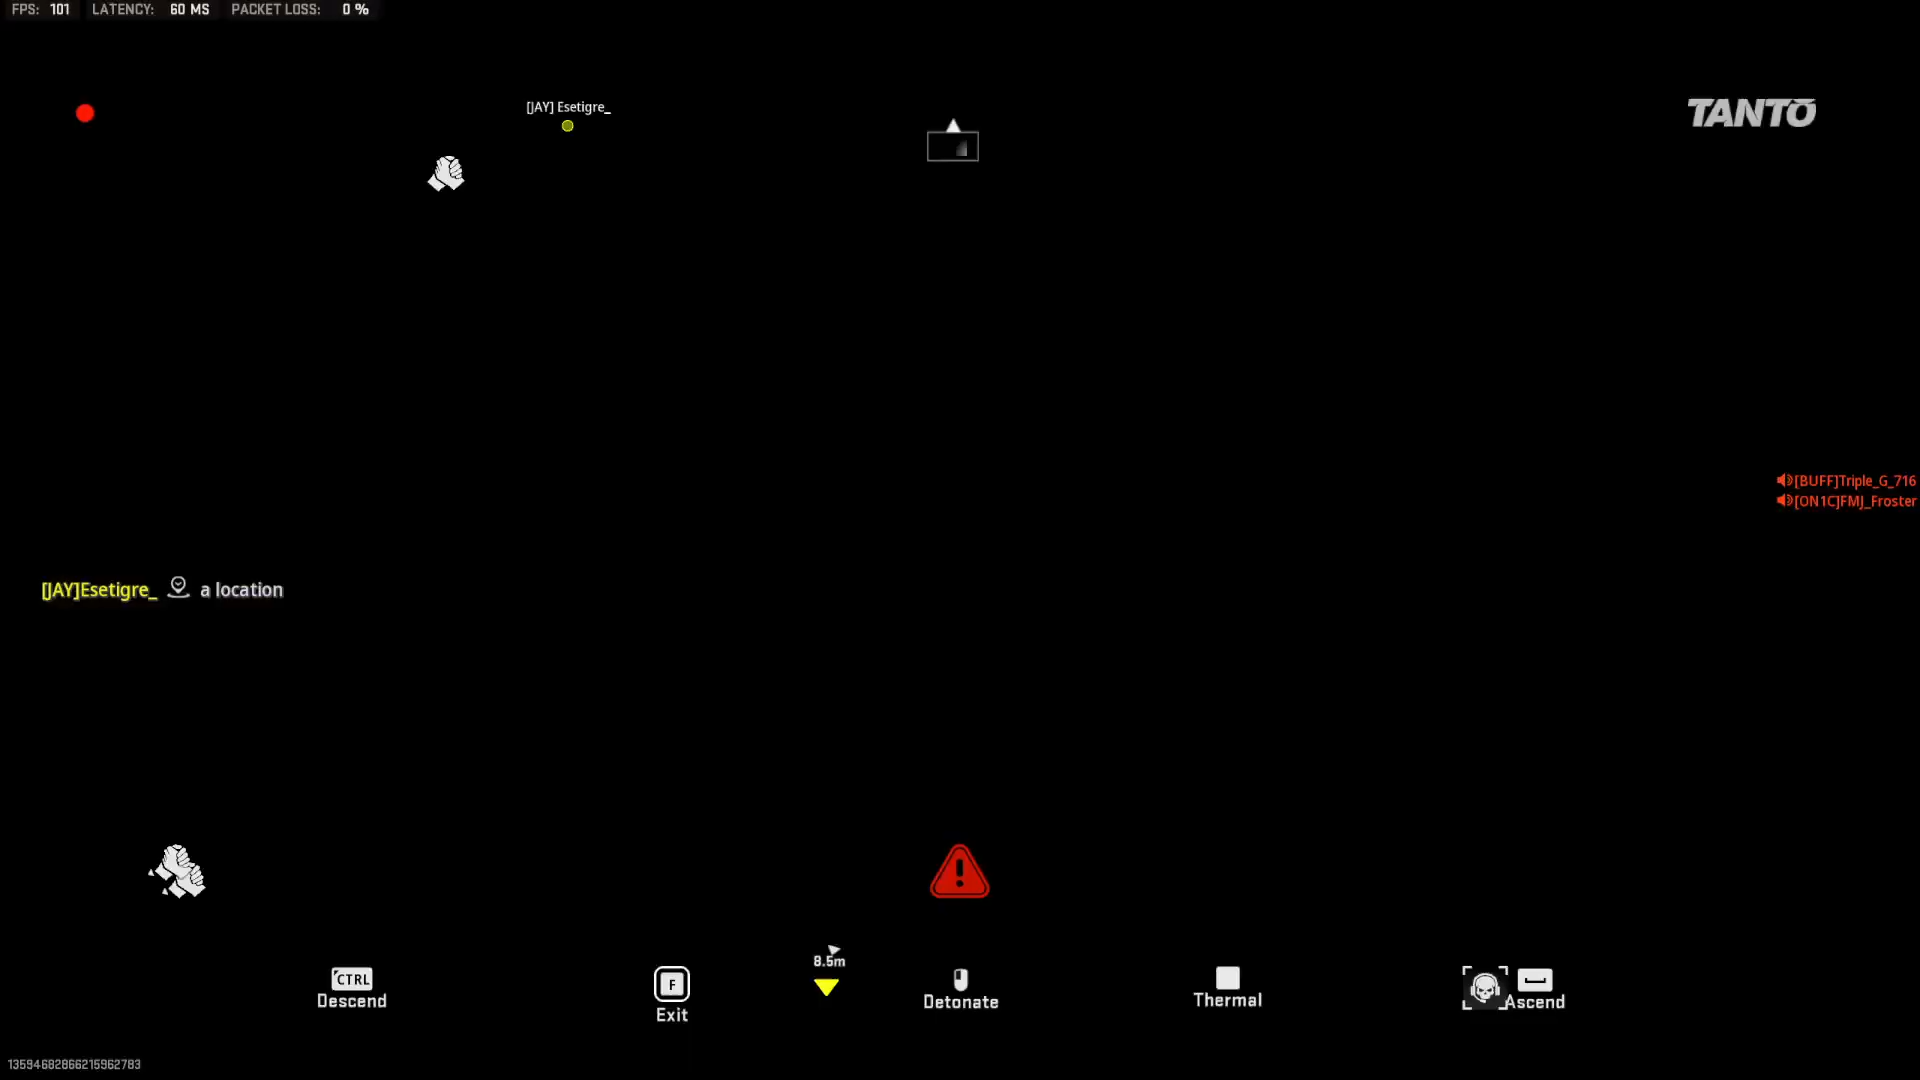 FPS: 101 LATENCY: 60 MS PACKET LOSS: 0 %
[JAY] Esetigre_
TANTO
[BUFF]Triple_G_716
[ON1C]FMJ_Froster
[JAY]Esetigre_ a location
8.5m
CTRL
Descend
F
Exit
Detonate
Thermal
Ascend
13594682866215962783